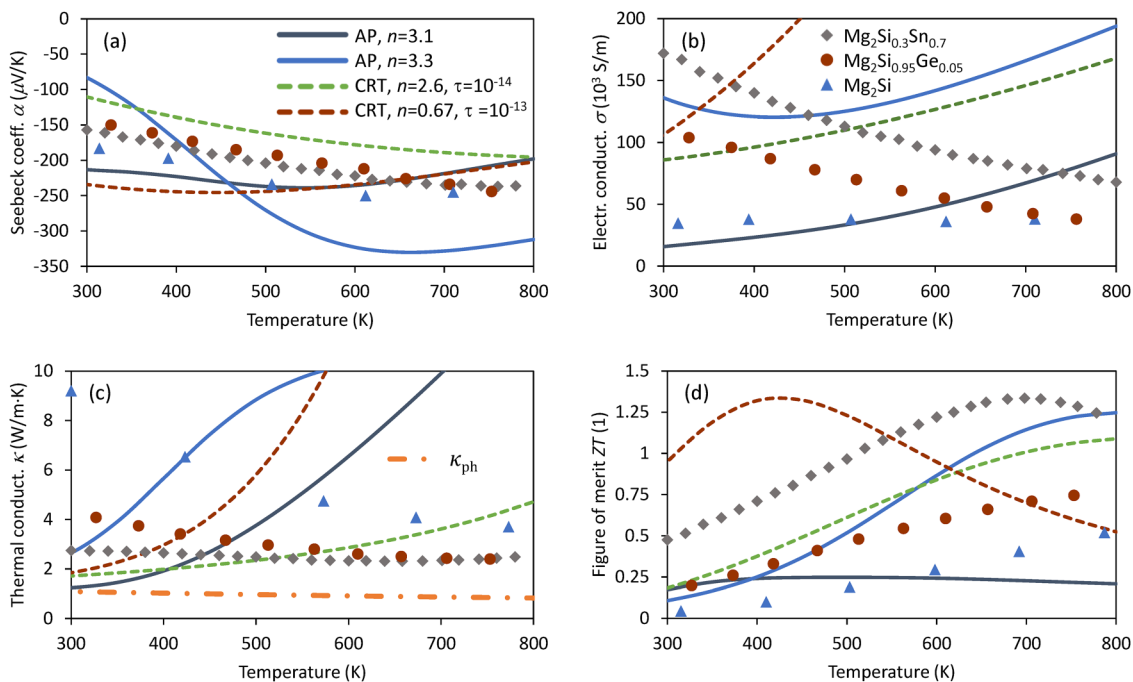 (a)
0
-50
-100
-150
-200
-250
-300
-350
Seebeck coeff. α (μV/K)
300 400 500 600 700 800
Temperature (K)
AP, n=3.1
AP, n=3.3
CRT, n=2.6, τ=10⁻¹⁴
CRT, n=0.67, τ =10⁻¹³
(b)
200
150
100
50
0
Electr. conduct. σ (10³ S/m)
300 400 500 600 700 800
Temperature (K)
Mg₂Si₀.₃Sn₀.₇
Mg₂Si₀.₉₅Ge₀.₀₅
Mg₂Si
(c)
10
8
6
4
2
0
Thermal conduct. κ (W/m·K)
300 400 500 600 700 800
Temperature (K)
κph
(d)
1.5
1.25
1
0.75
0.5
0.25
0
Figure of merit ZT (1)
300 400 500 600 700 800
Temperature (K)